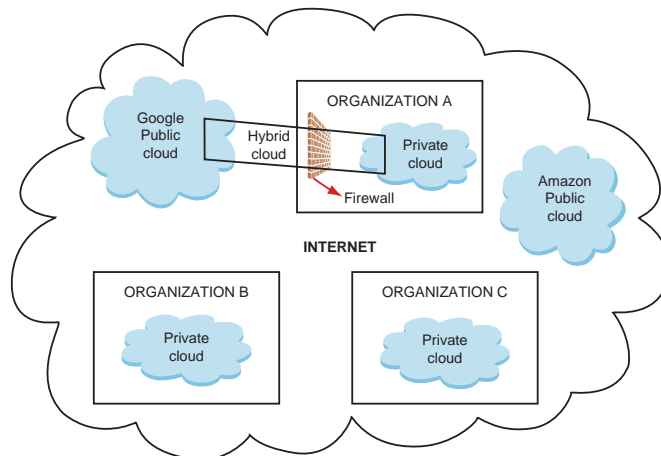 ORGANIZATION A
Google
Public
cloud
Hybrid
cloud
Private
cloud
Firewall
Amazon
Public
cloud
INTERNET
ORGANIZATION B
Private
cloud
ORGANIZATION C
Private
cloud